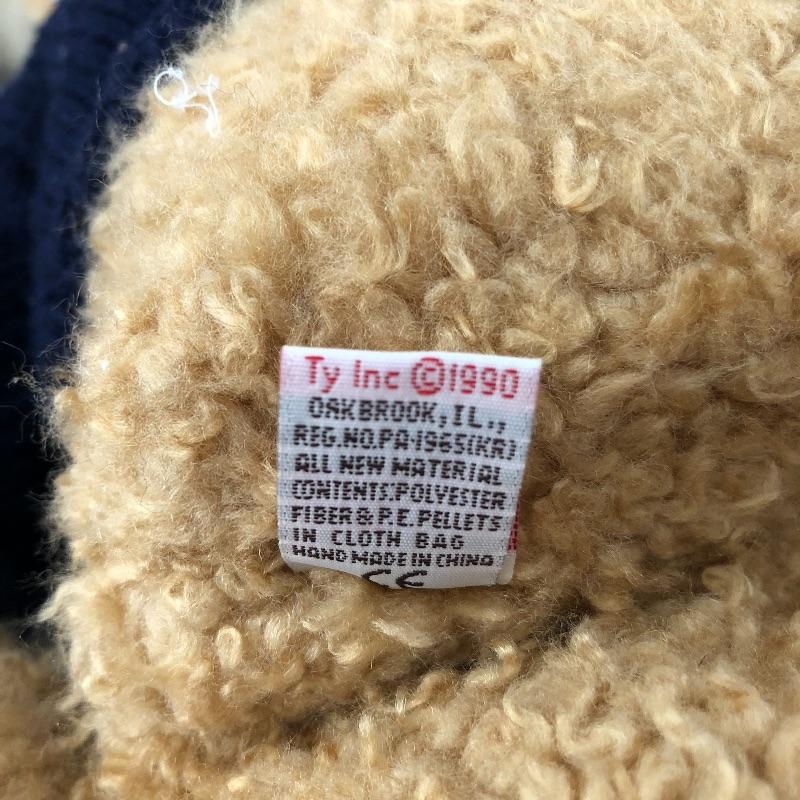 Ty Inc ©1990
OAKBROOK, IL.,
REG.NO.PA-1965(KR)
ALL NEW MATERIAL
CONTENTS:POLYESTER
FIBER & P.E. PELLETS
IN CLOTH BAG
HAND MADE IN CHINA
CE